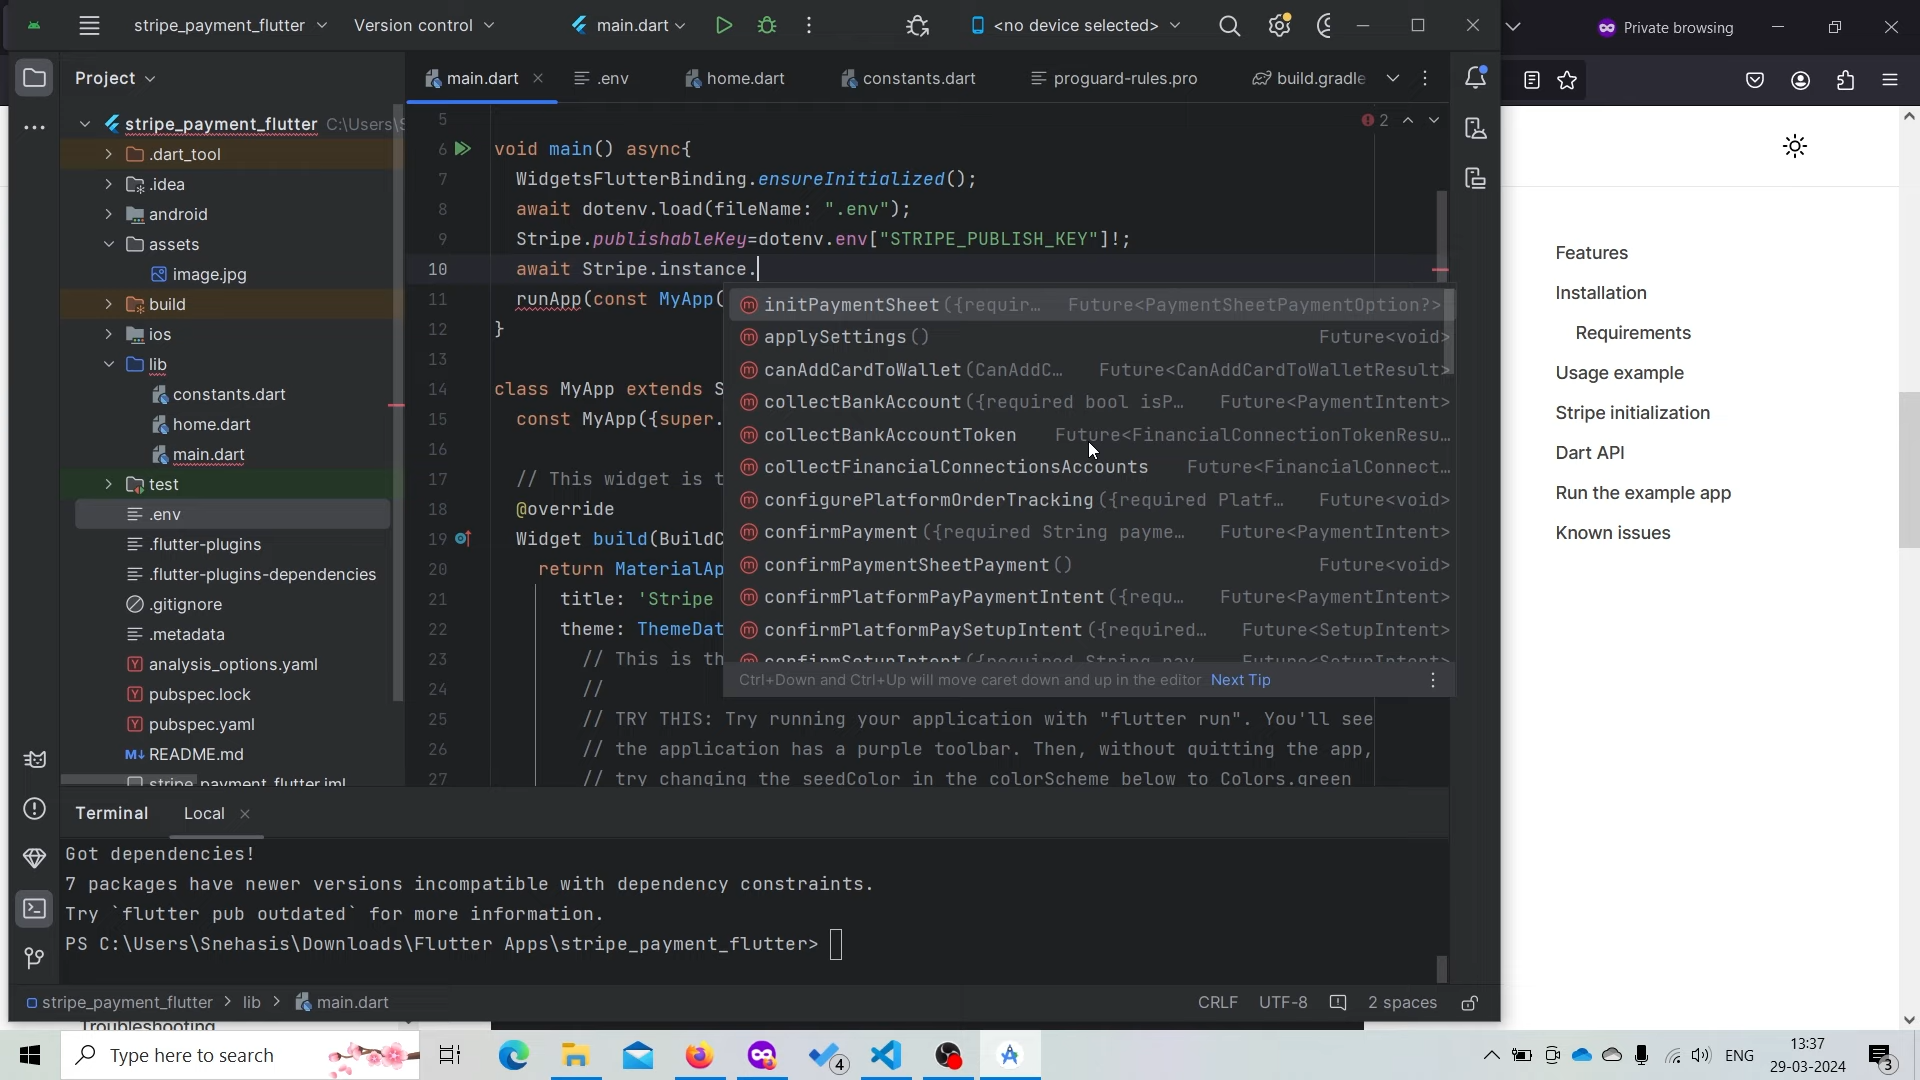 stripe_payment_flutter
Version control
main.dart
<no device selected>
Private browsing
Project
main.dart
.env
home.dart
constants.dart
proguard-rules.pro
build.gradle
stripe_payment_flutter C:\Users\S
.dart_tool
.idea
android
assets
image.jpg
build
ios
lib
constants.dart
home.dart
main.dart
test
.env
.flutter-plugins
.flutter-plugins-dependencies
.gitignore
.metadata
analysis_options.yaml
pubspec.lock
pubspec.yaml
README.md
stripe_payment_flutter.iml
2
5
6 void main() async{
7 WidgetsFlutterBinding.ensureInitialized();
8 await dotenv.load(fileName: ".env");
9 Stripe.publishableKey=dotenv.env["STRIPE_PUBLISH_KEY"]!;
10 await Stripe.instance.
11 runApp(const MyApp(
12 }
13
14 class MyApp extends S
15 const MyApp({super.
16
17 // This widget is t
18 @override
19 Widget build(BuildC
20 return MaterialAp
21 title: 'Stripe
22 theme: ThemeDat
23 // This is th
24 //
25 // TRY THIS: Try running your application with "flutter run". You'll see
26 // the application has a purple toolbar. Then, without quitting the app,
27 // try changing the seedColor in the colorScheme below to Colors.green
initPaymentSheet({requir… Future<PaymentSheetPaymentOption?>
applySettings() Future<void>
canAddCardToWallet(CanAddC… Future<CanAddCardToWalletResult>
collectBankAccount({required bool isP… Future<PaymentIntent>
collectBankAccountToken Future<FinancialConnectionTokenResu…
collectFinancialConnectionsAccounts Future<FinancialConnect…
configurePlatformOrderTracking({required Platf… Future<void>
confirmPayment({required String payme… Future<PaymentIntent>
confirmPaymentSheetPayment() Future<void>
confirmPlatformPayPaymentIntent({requ… Future<PaymentIntent>
confirmPlatformPaySetupIntent({required… Future<SetupIntent>
confirmSetupIntent({required String pay… Future<SetupIntent>
Ctrl+Down and Ctrl+Up will move caret down and up in the editor Next Tip
Terminal
Local
Got dependencies!
7 packages have newer versions incompatible with dependency constraints.
Try `flutter pub outdated` for more information.
PS C:\Users\Snehasis\Downloads\Flutter Apps\stripe_payment_flutter>
stripe_payment_flutter > lib > main.dart
CRLF UTF-8 2 spaces
Features
Installation
Requirements
Usage example
Stripe initialization
Dart API
Run the example app
Known issues
Troubleshooting
Type here to search
4
ENG
13:37
29-03-2024
3